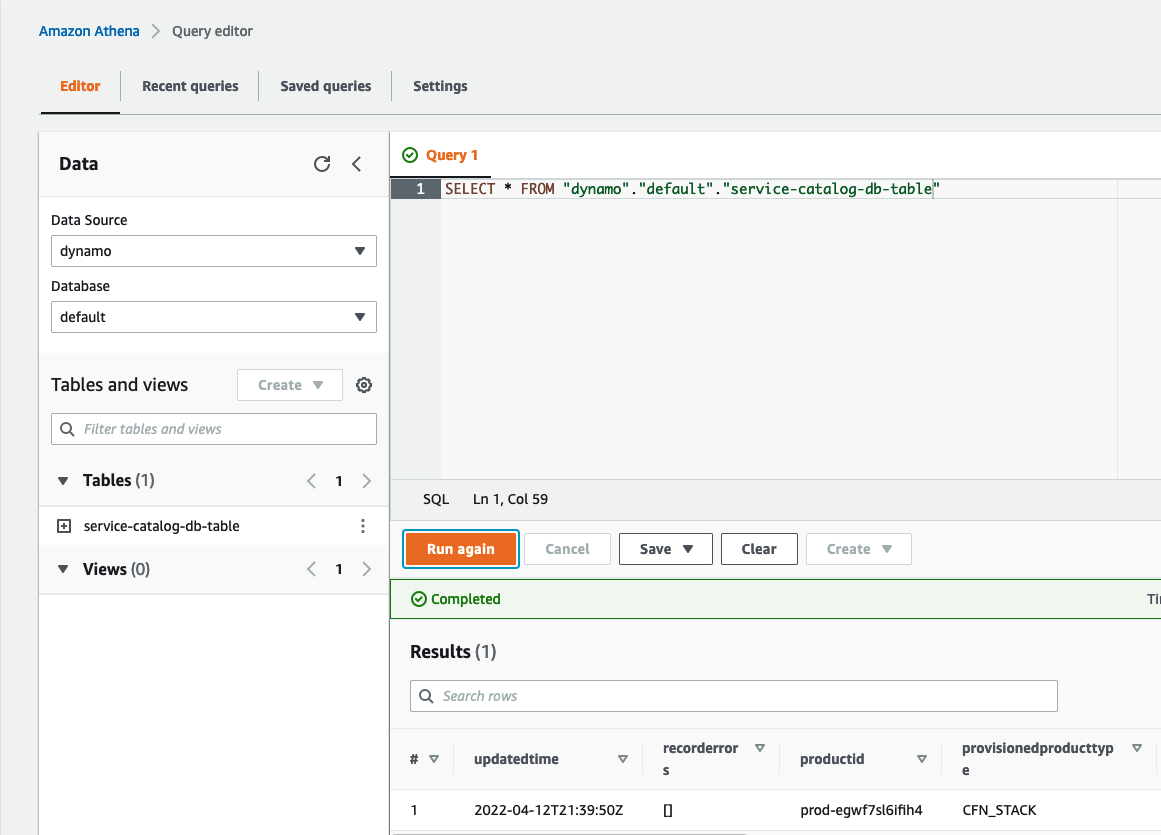 Amazon Athena > Query editor
Editor Recent queries Saved queries Settings
Data
Data Source
dynamo
Database
default
Tables and views Create
Filter tables and views
Tables (1) < 1 >
service-catalog-db-table
Views (0) < 1 >
Query 1
1 SELECT * FROM "dynamo"."default"."service-catalog-db-table"
SQL Ln 1, Col 59
Run again Cancel Save Clear Create
Completed Ti
Results (1)
Search rows
# updatedtime recorderror productid provisionedproducttyp
s e
1 2022-04-12T21:39:50Z [] prod-egwf7sl6ifih4 CFN_STACK